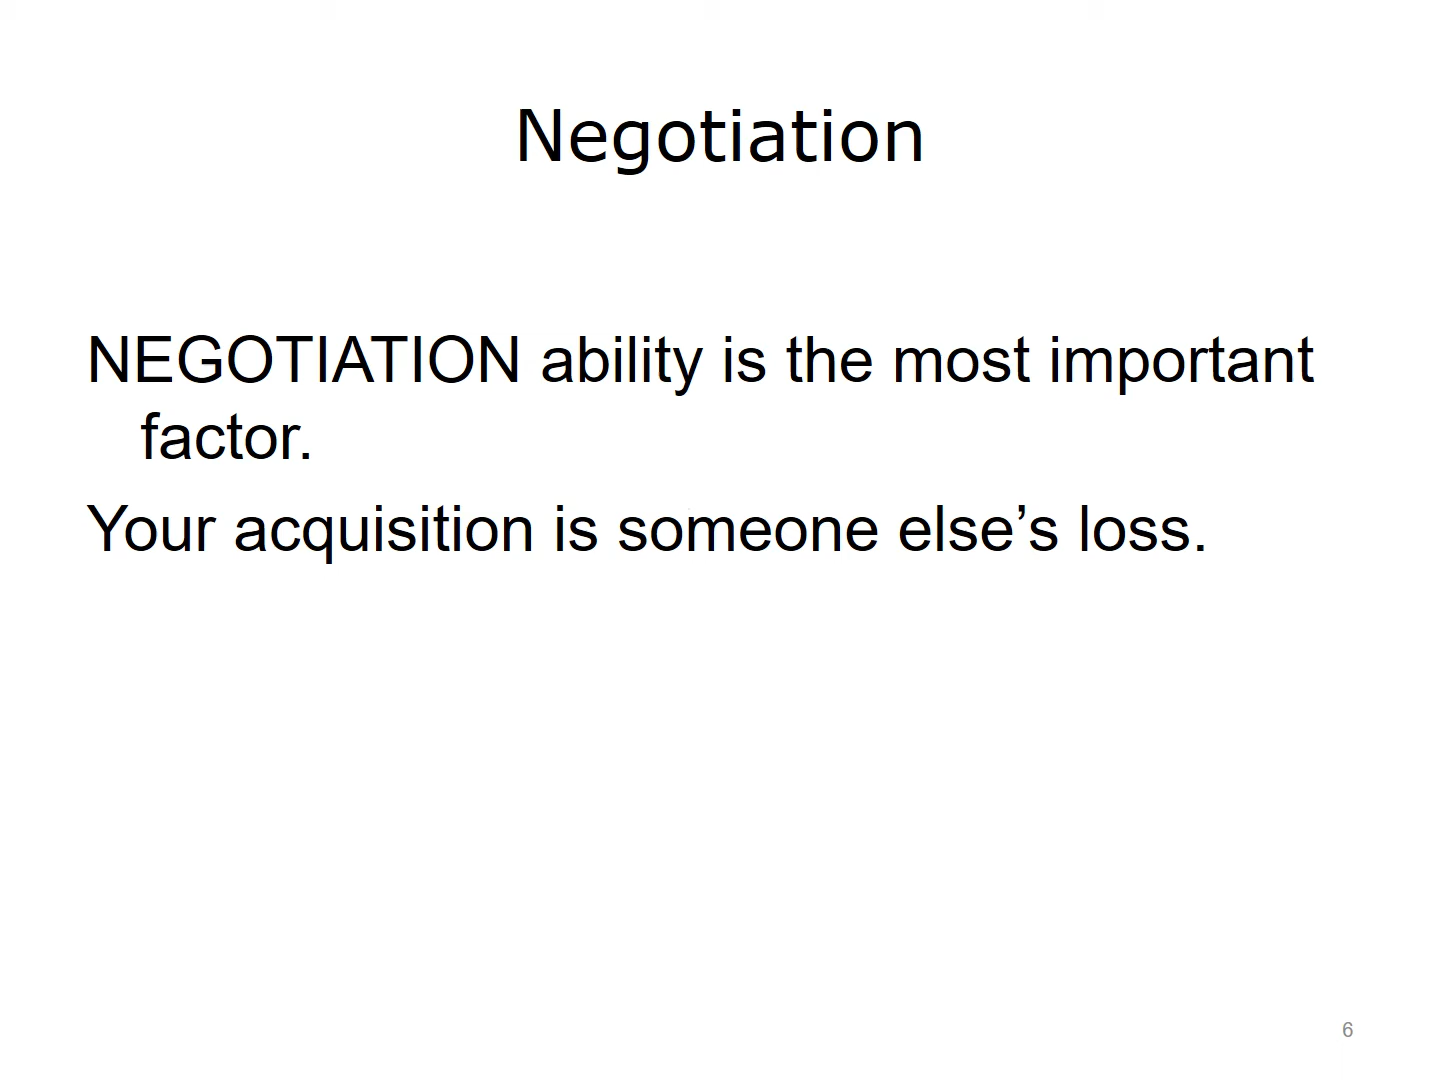 Negotiation
NEGOTIATION ability is the most important
factor.
Your acquisition is someone else’s loss.
6